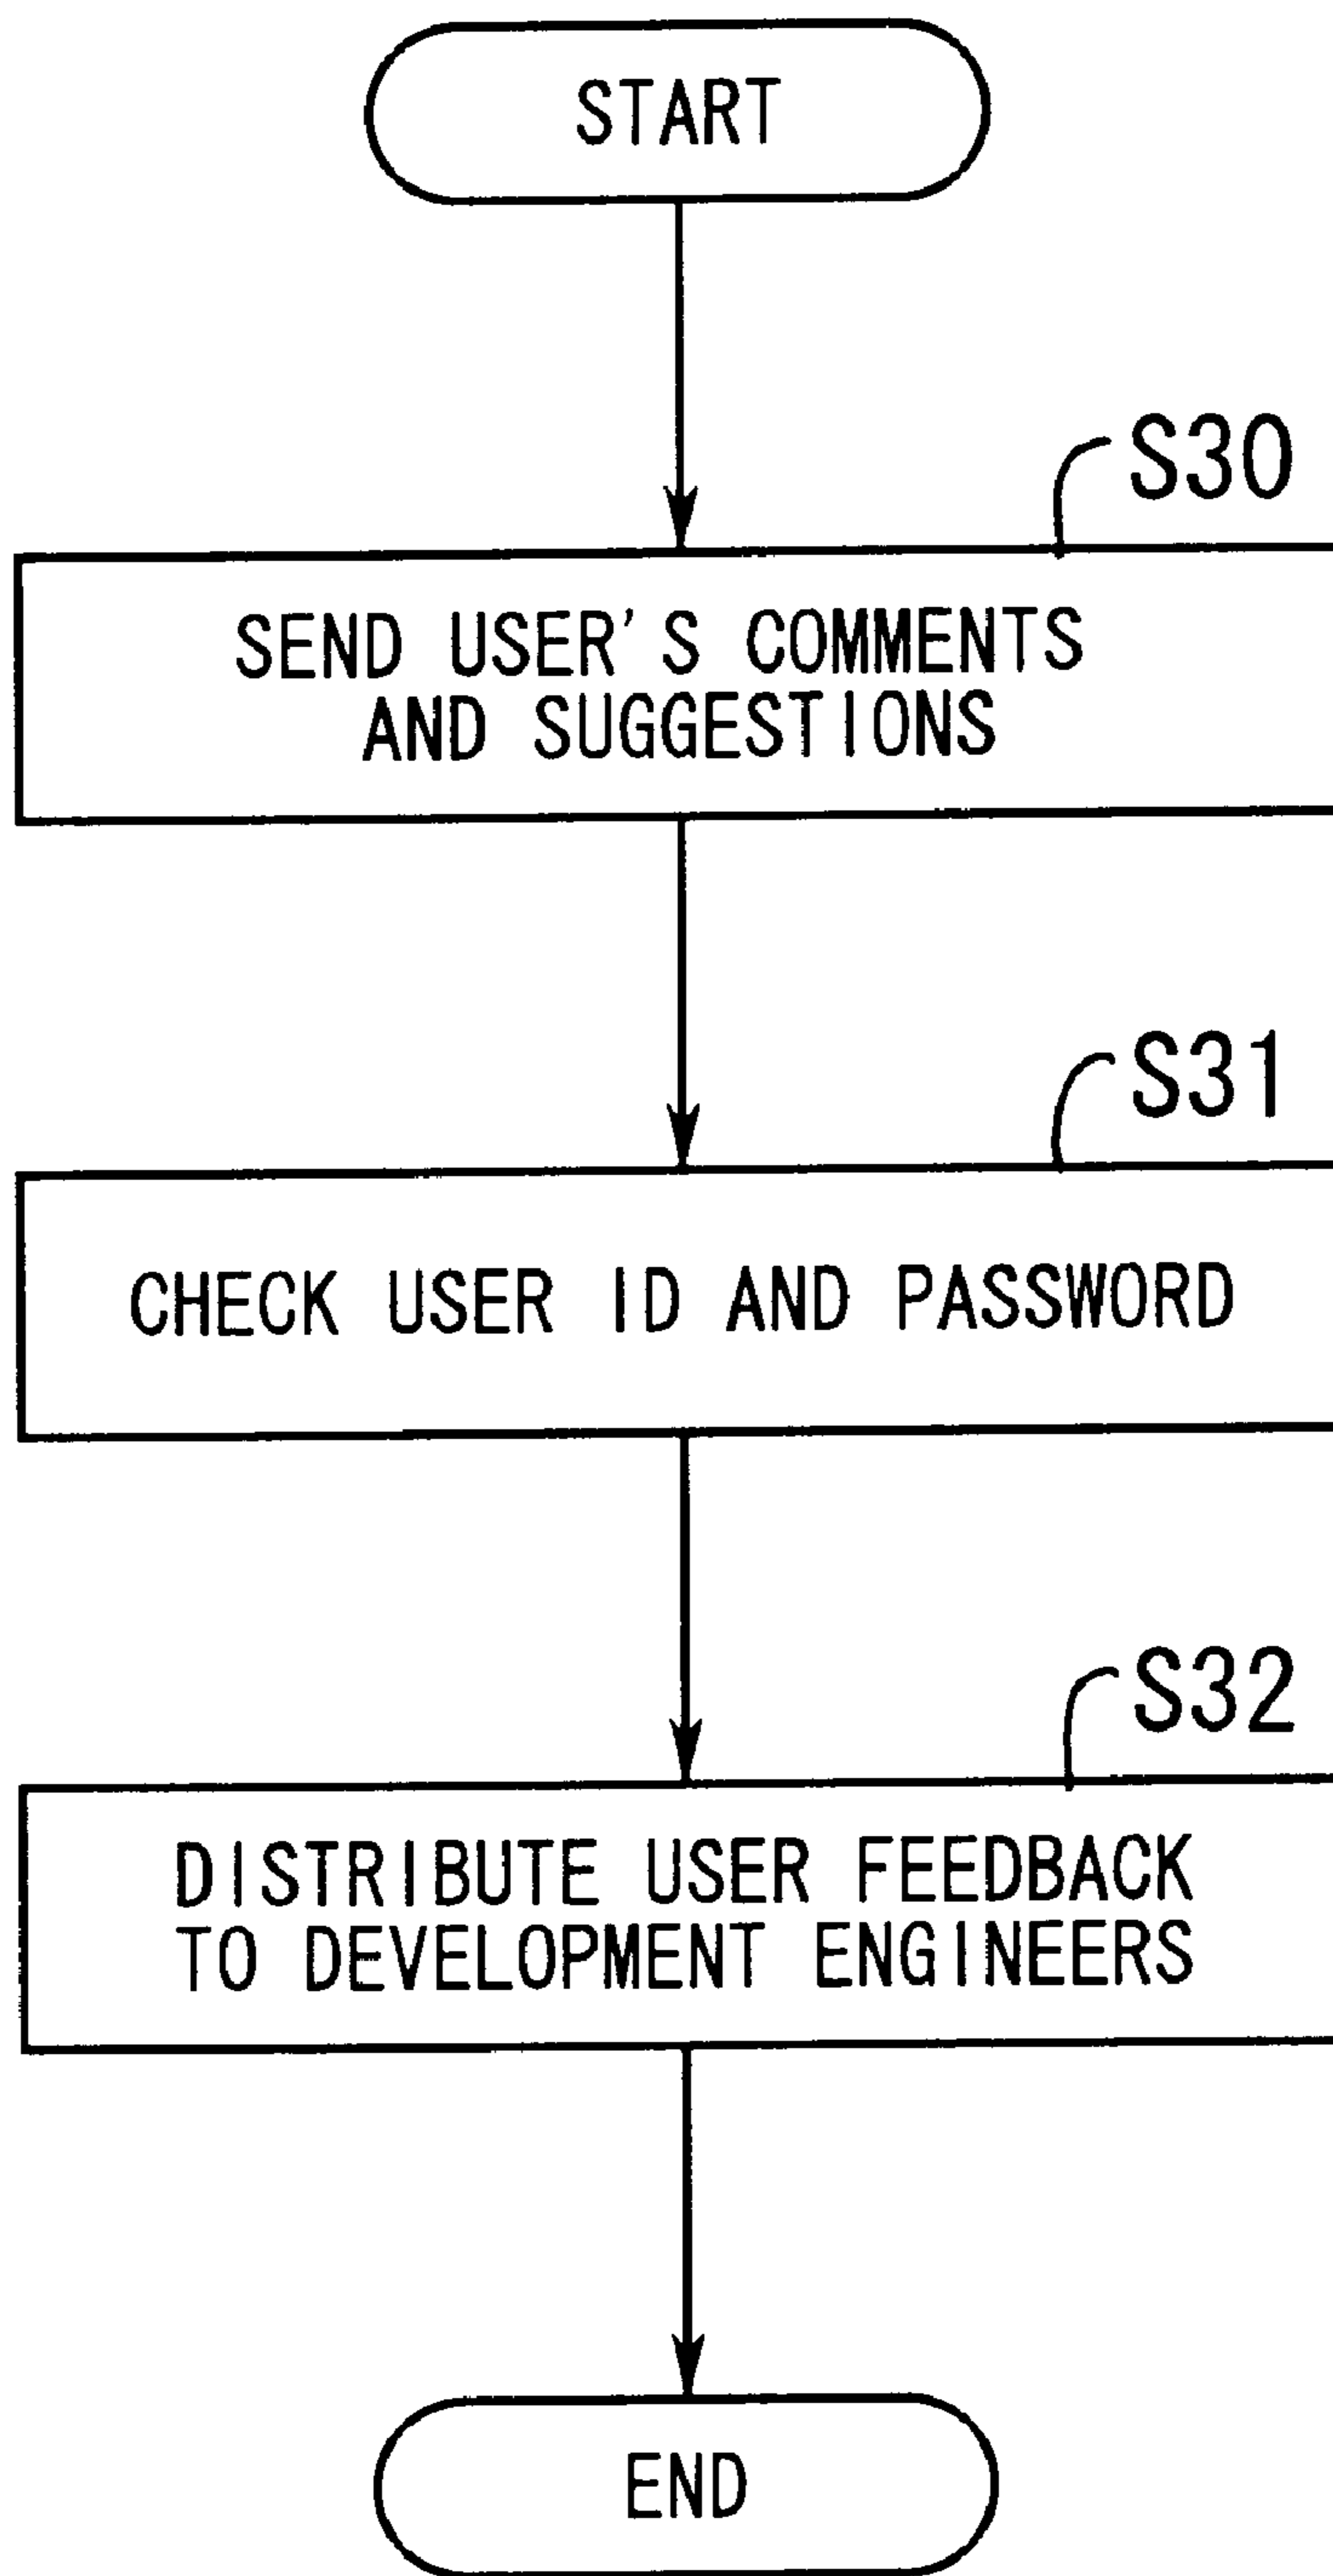 START
S30
SEND USER'S COMMENTS
AND SUGGESTIONS
S31
CHECK USER ID AND PASSWORD
S32
DISTRIBUTE USER FEEDBACK
TO DEVELOPMENT ENGINEERS
END